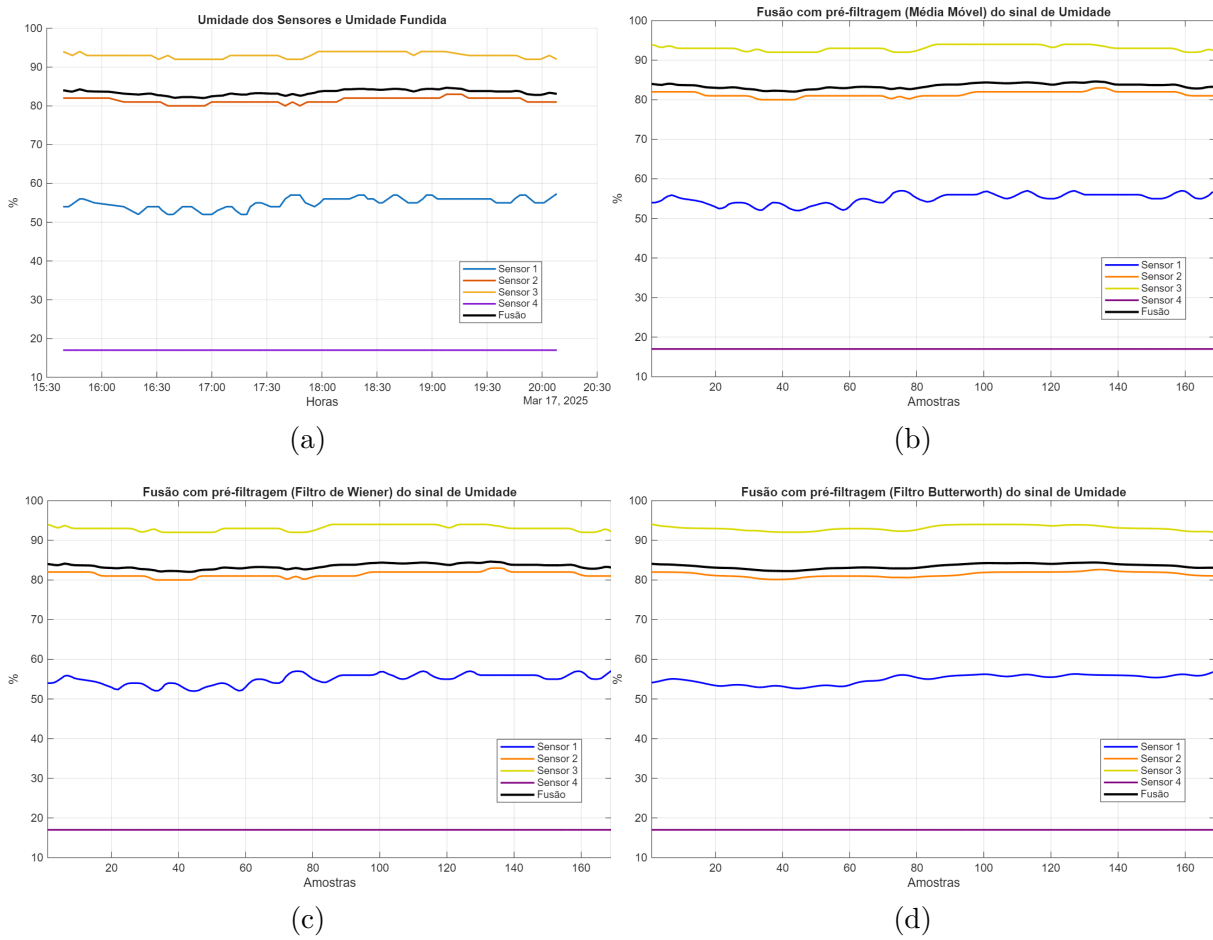 Umidade dos Sensores e Umidade Fundida
100
90
80
70
60
50
40
30
20
10
%
Sensor 1
Sensor 2
Sensor 3
Sensor 4
Fusão
15:30 16:00 16:30 17:00 17:30 18:00 18:30 19:00 19:30 20:00 20:30
Horas
Mar 17, 2025
(a)
Fusão com pré-filtragem (Média Móvel) do sinal de Umidade
100
90
80
70
60
50
40
30
20
10
%
Sensor 1
Sensor 2
Sensor 3
Sensor 4
Fusão
20 40 60 80 100 120 140 160
Amostras
(b)
Fusão com pré-filtragem (Filtro de Wiener) do sinal de Umidade
100
90
80
70
60
50
40
30
20
10
%
Sensor 1
Sensor 2
Sensor 3
Sensor 4
Fusão
20 40 60 80 100 120 140 160
Amostras
(c)
Fusão com pré-filtragem (Filtro Butterworth) do sinal de Umidade
100
90
80
70
60
50
40
30
20
10
%
Sensor 1
Sensor 2
Sensor 3
Sensor 4
Fusão
20 40 60 80 100 120 140 160
Amostras
(d)